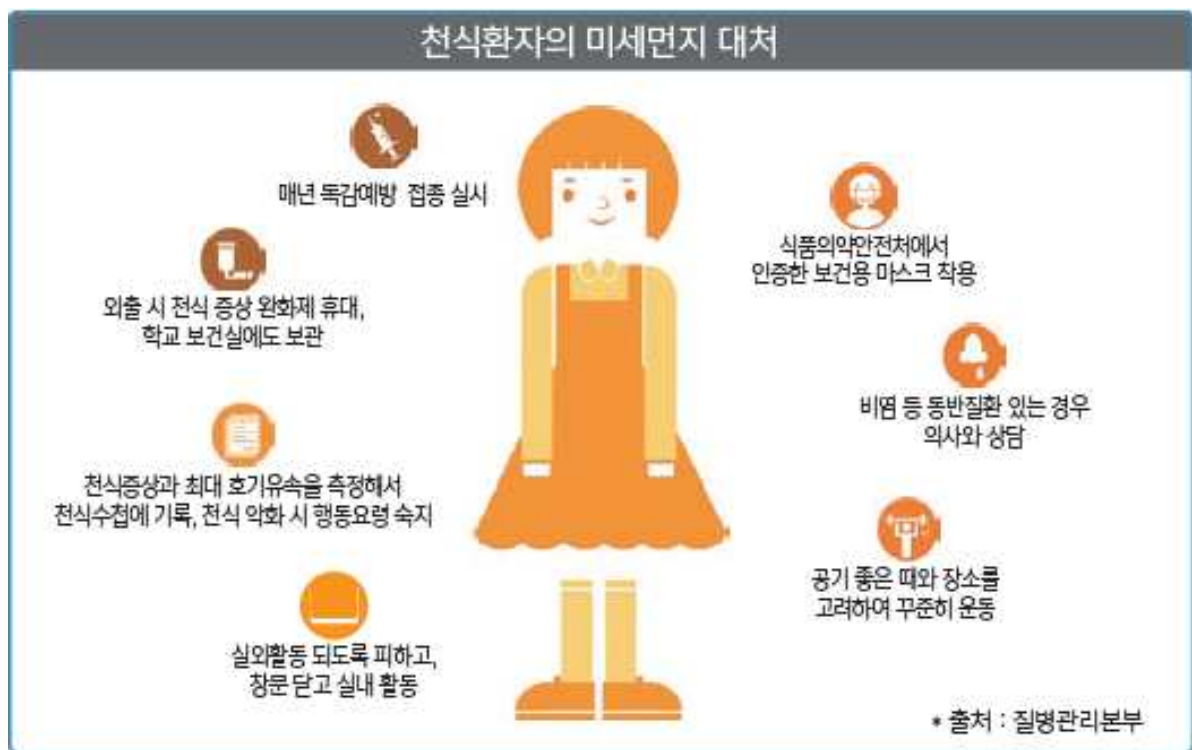 천식환자의 미세먼지 대처
매년 독감예방 접종 실시
외출 시 천식 증상 완화제 휴대,
학교 보건실에도 보관
천식증상과 최대 호기유속을 측정해서
천식수첩에 기록, 천식 악화 시 행동요령 숙지
실외활동 되도록 피하고,
창문 닫고 실내 활동
식품의약안전처에서
인증한 보건용 마스크 착용
비염 등 동반질환 있는 경우
의사와 상담
공기 좋은 때와 장소를
고려하여 꾸준히 운동
* 출처 : 질병관리본부